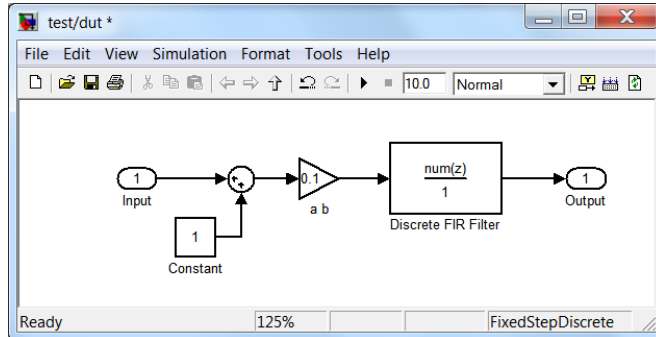 test/dut *
File Edit View Simulation Format Tools Help
10.0 Normal
1
Input
1
Constant
0.1
a b
num(z)
1
Discrete FIR Filter
1
Output
Ready 125% FixedStepDiscrete